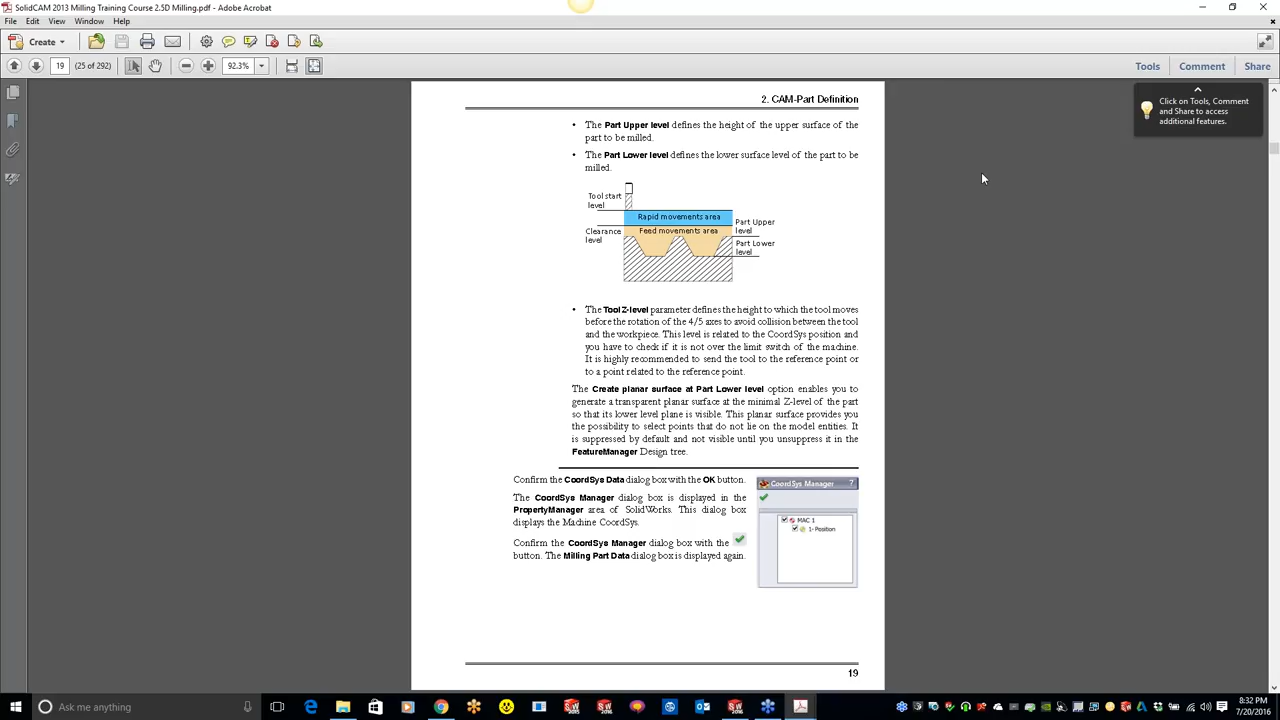 SolidCAM 2013 Milling Training Course 2.5D Milling.pdf - Adobe Acrobat
File Edit View Window Help
Create
19 (25 of 292) 92.3% Tools Comment Share
Click on Tools, Comment
and Share to access
additional features.
2. CAM-Part Definition
• The Part Upper level defines the height of the upper surface of the
part to be milled.
• The Part Lower level defines the lower surface level of the part to be
milled.
Tool start
level
Rapid movements area
Clearance
level
Feed movements area
Part Upper
level
Part Lower
level
• The Tool Z-level parameter defines the height to which the tool moves
before the rotation of the 4/5 axes to avoid collision between the tool
and the workpiece. This level is related to the CoordSys position and
you have to check if it is not over the limit switch of the machine.
It is highly recommended to send the tool to the reference point or
to a point related to the reference point.
The Create planar surface at Part Lower level option enables you to
generate a transparent planar surface at the minimal Z-level of the part
so that its lower level plane is visible. This planar surface provides you
the possibility to select points that do not lie on the model entities. It
is suppressed by default and not visible until you unsuppress it in the
FeatureManager Design tree.
Confirm the CoordSys Data dialog box with the OK button.
The CoordSys Manager dialog box is displayed in the
PropertyManager area of SolidWorks. This dialog box
displays the Machine CoordSys.
Confirm the CoordSys Manager dialog box with the
button. The Milling Part Data dialog box is displayed again.
CoordSys Manager ?
MAC 1
1- Position
19
Ask me anything
8:32 PM
7/20/2016